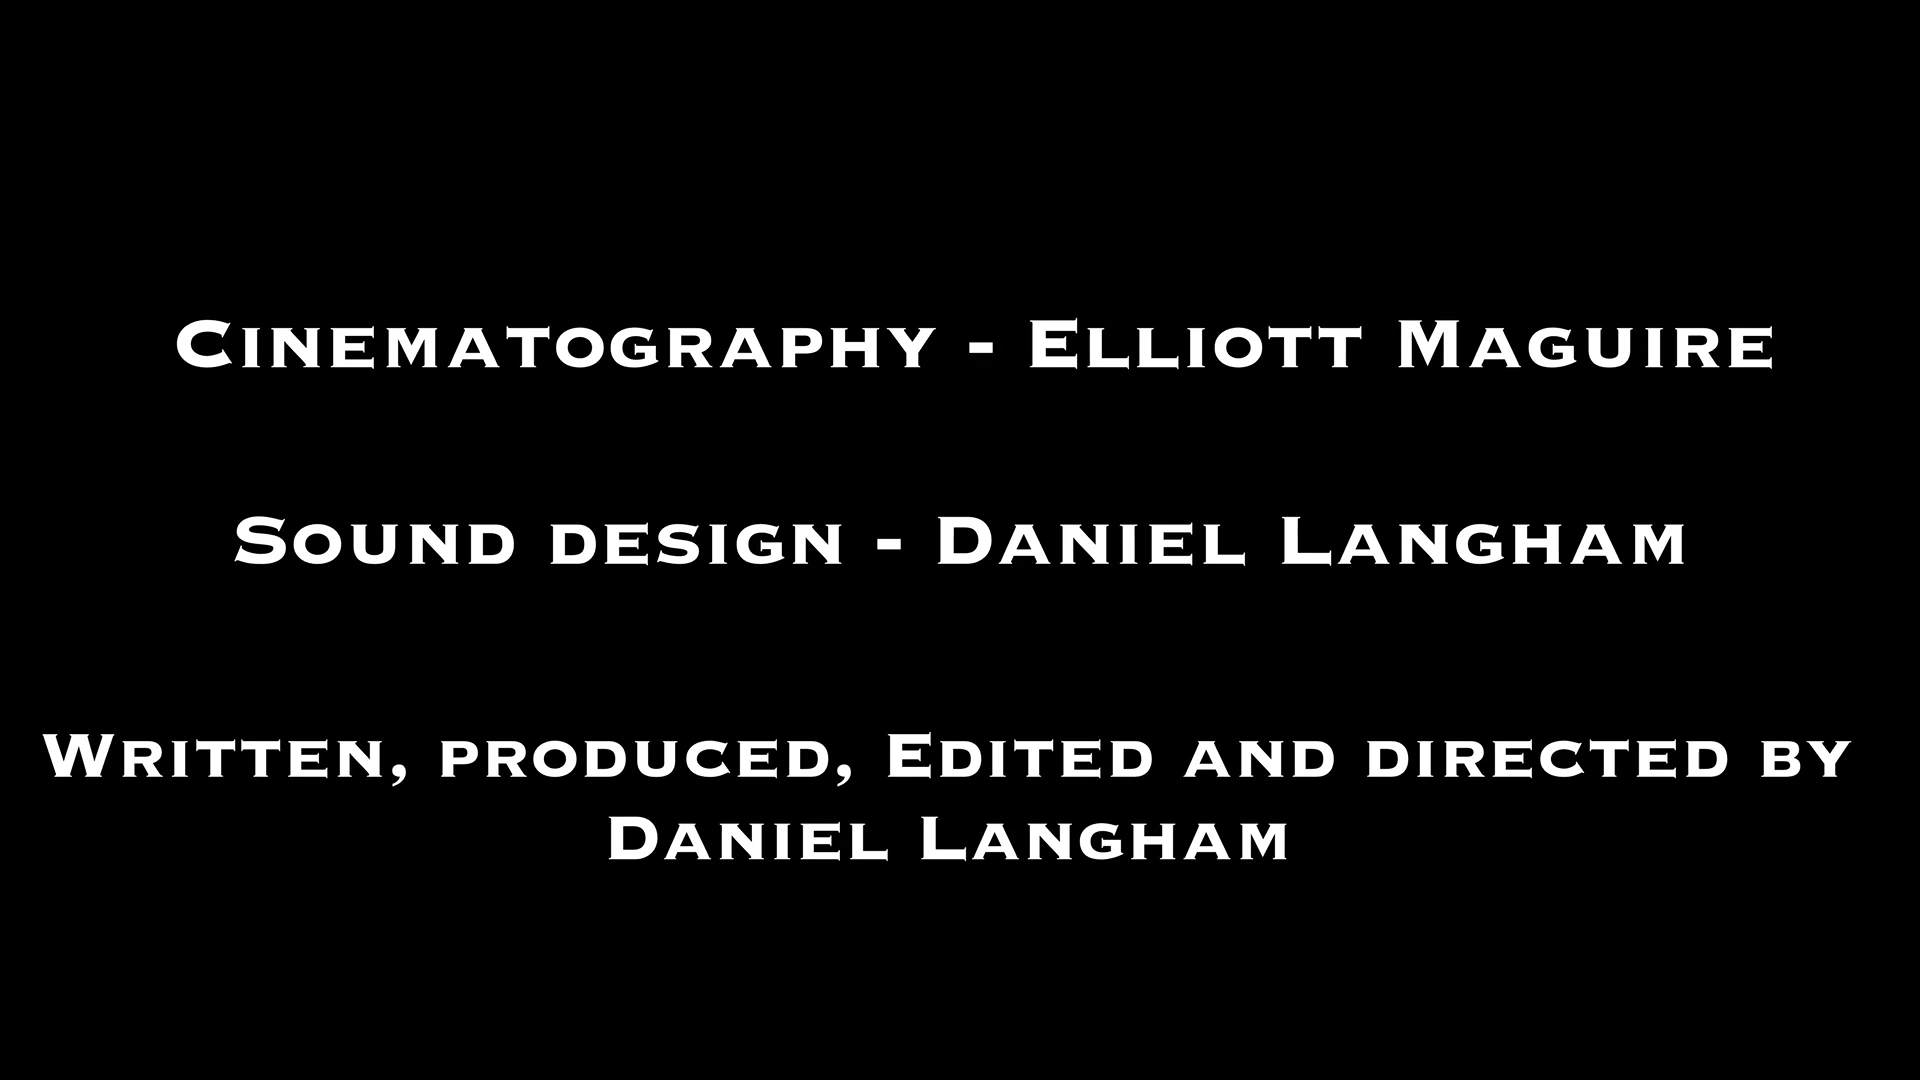 Cinematography - Elliott Maguire
Sound design - Daniel Langham
Written, produced, Edited and directed by
Daniel Langham